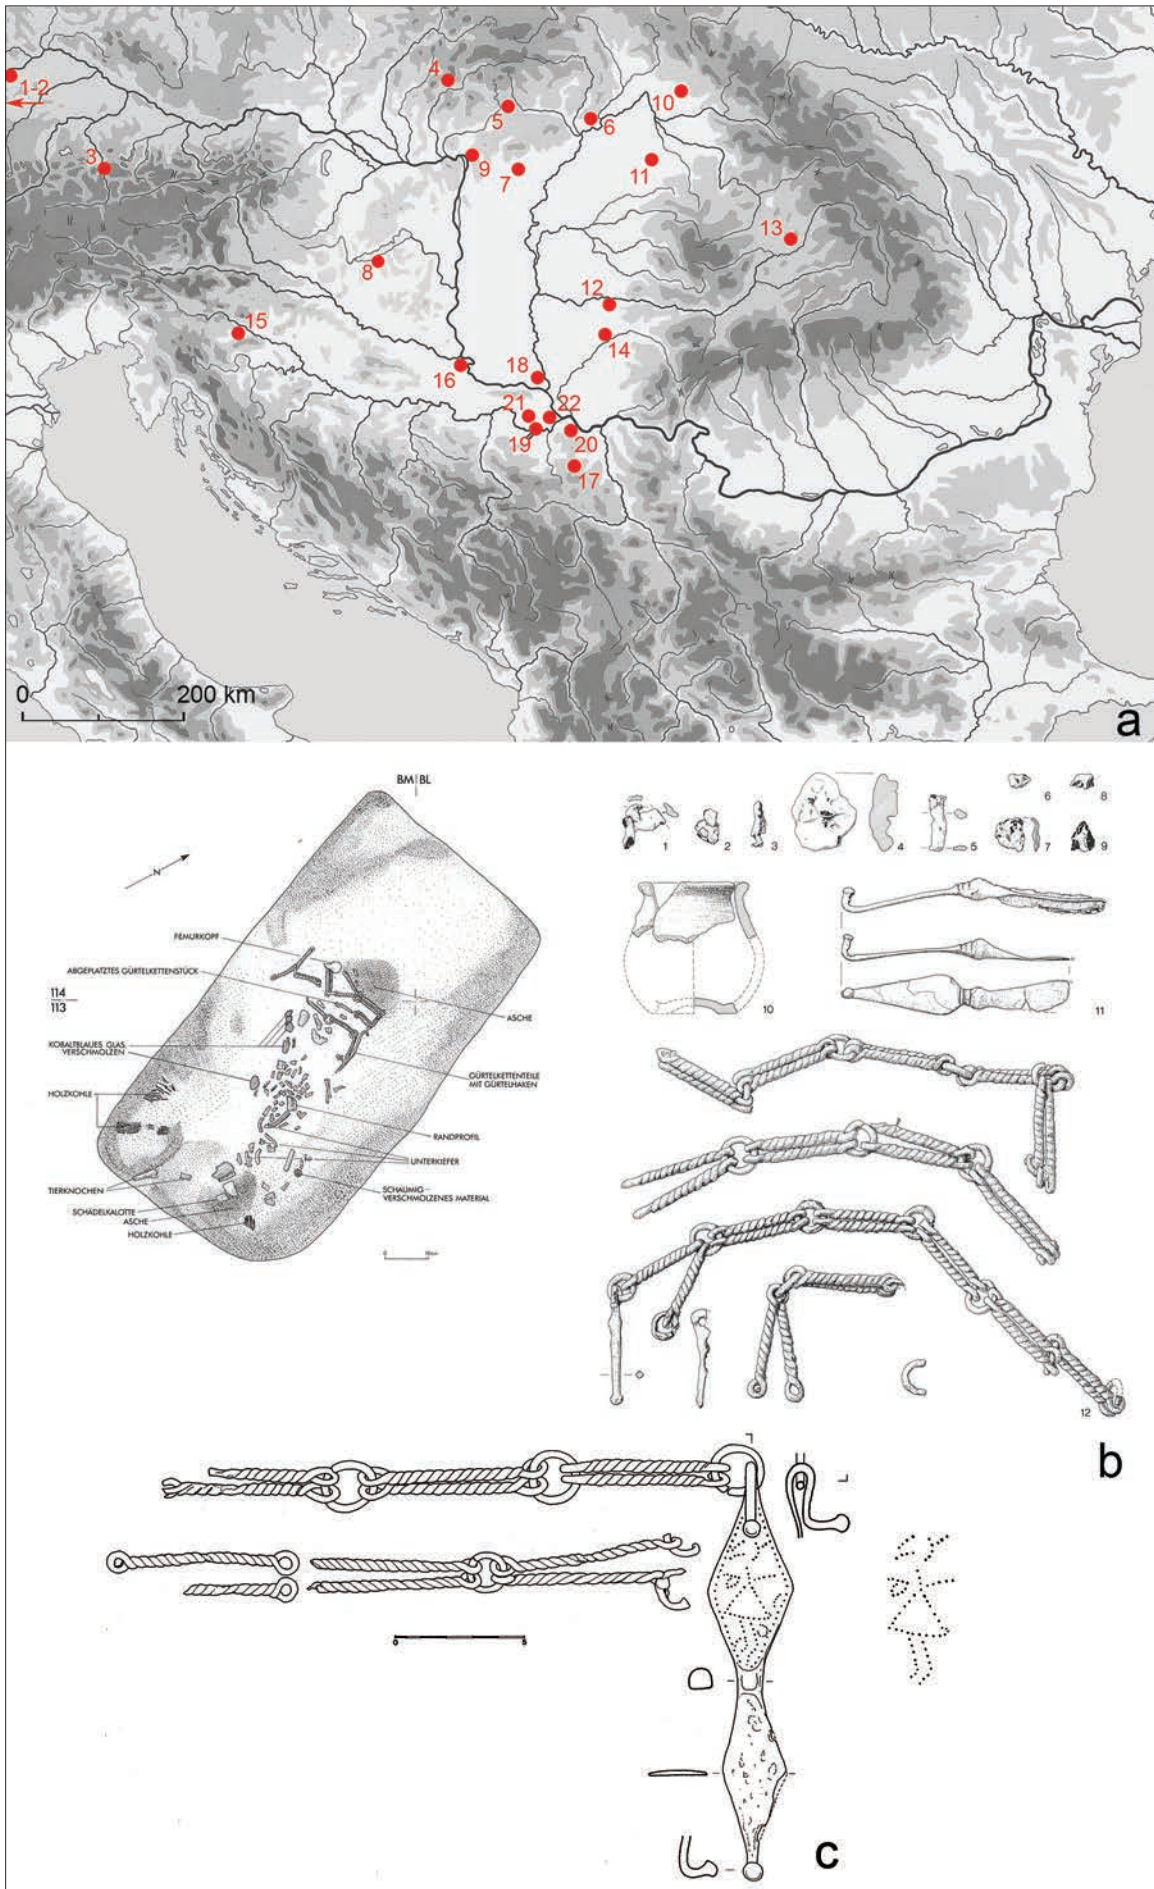 1-2
3
4
5
6
7
8
9
10
11
12
13
14
15
16
17
18
19
20
21
22
0 200 km
a
BM BL
N
114
113
FEMURKOPF
ABGEPLATZTES GÜRTELKETTENSTÜCK
ASCHE
KOBALTBLAUES GLAS,
VERSCHMOLZEN
GÜRTELKETTENTEILE
MIT GÜRTELHAKEN
HOLZKOHLE
RANDPROFIL
UNTERKIEFER
TIERKNOCHEN
SCHAUMIG-
VERSCHMOLZENES MATERIAL
SCHÄDELKALOTTE
ASCHE
HOLZKOHLE
0
1
2
3
4
5
6
8
7
9
10
11
12
b
0 5
c